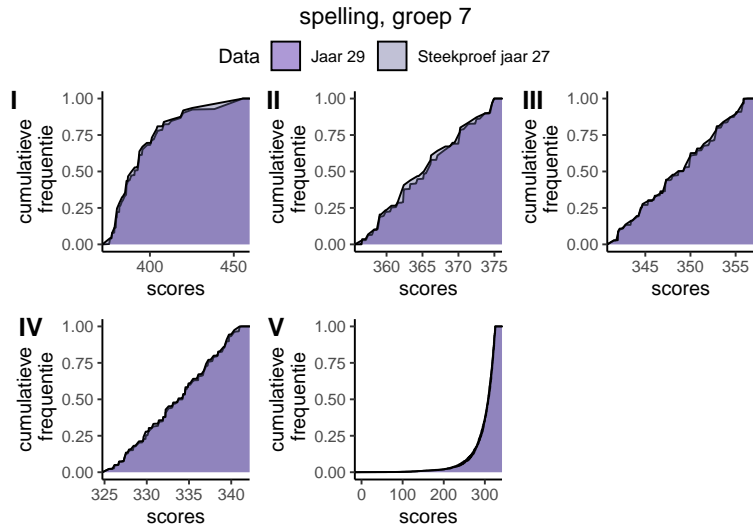 spelling, groep 7
Data Jaar 29 Steekproef jaar 27
I
1.00
0.75
0.50
0.25
0.00
cumulatieve
frequentie
400 450
scores
II
1.00
0.75
0.50
0.25
0.00
cumulatieve
frequentie
360 365 370 375
scores
III
1.00
0.75
0.50
0.25
0.00
cumulatieve
frequentie
345 350 355
scores
IV
1.00
0.75
0.50
0.25
0.00
cumulatieve
frequentie
325 330 335 340
scores
V
1.00
0.75
0.50
0.25
0.00
cumulatieve
frequentie
0 100 200 300
scores